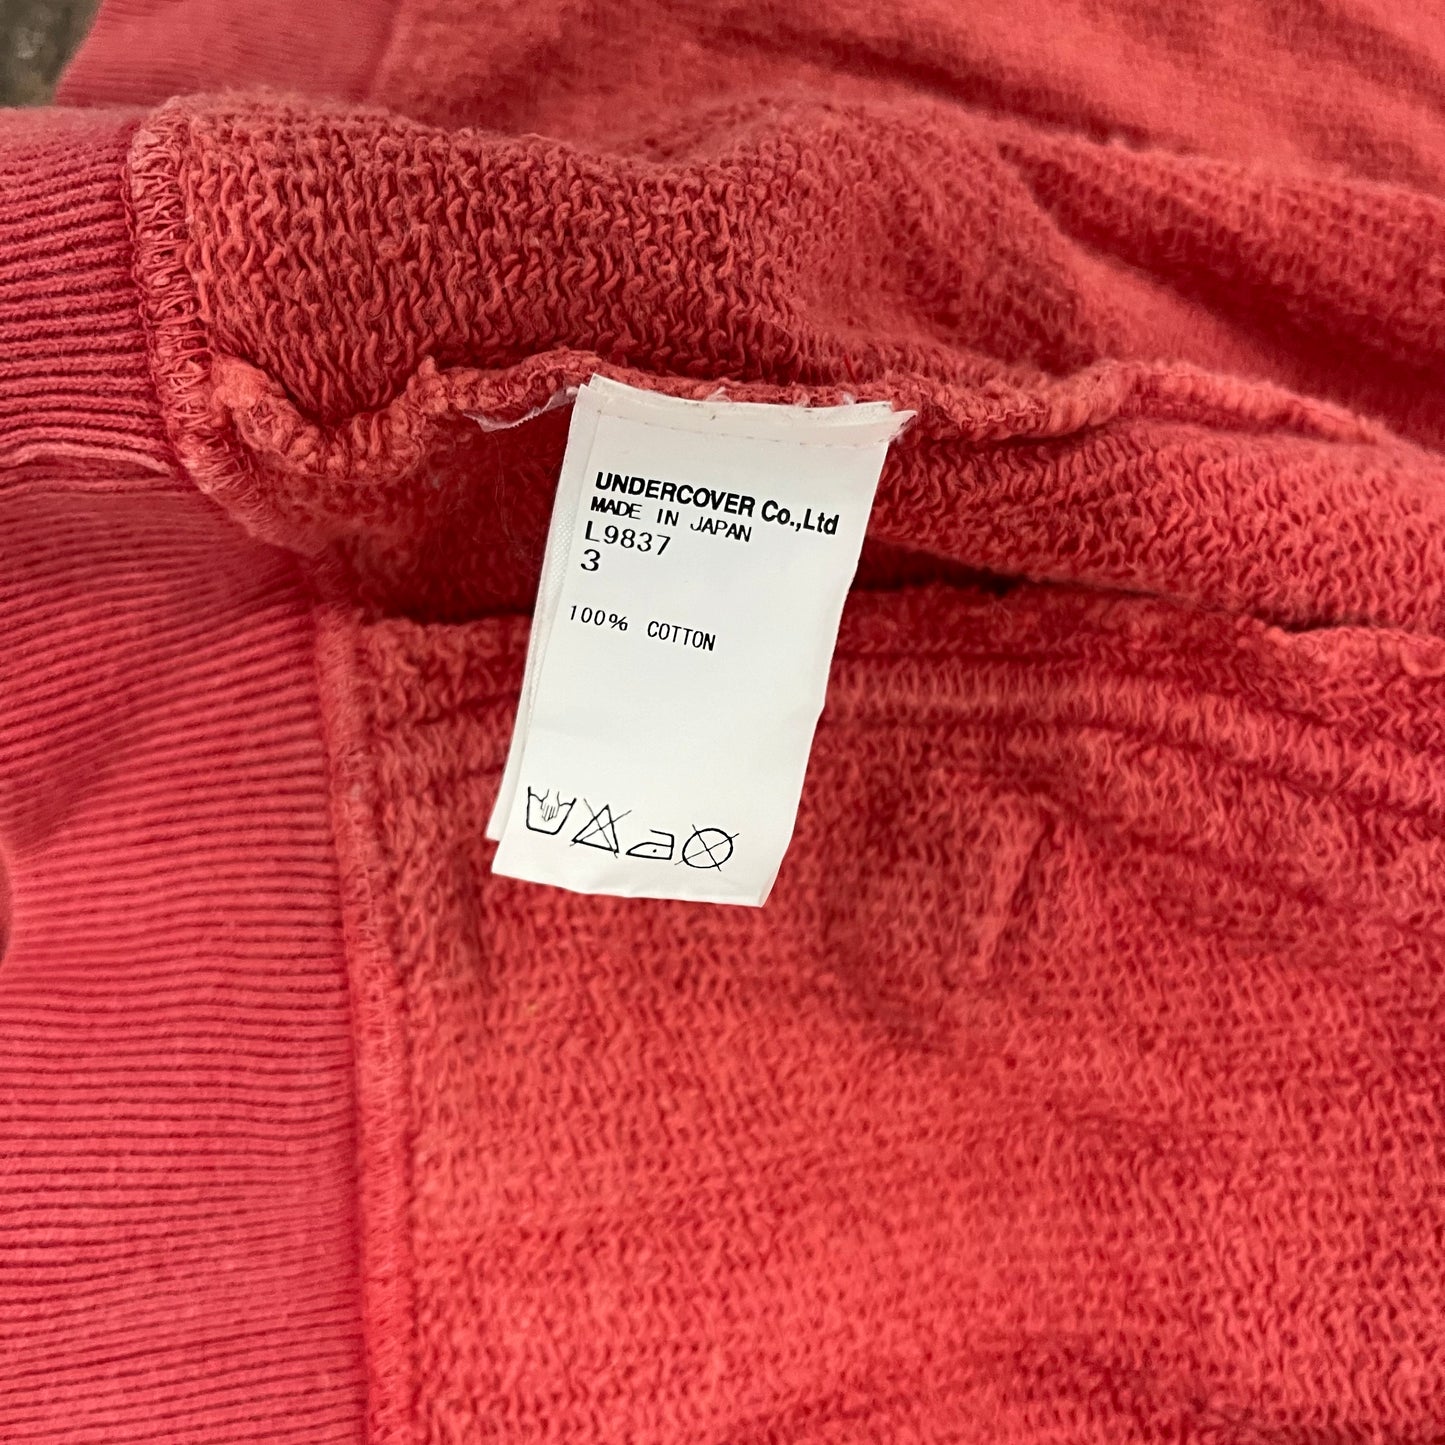 UNDERCOVER Co.,Ltd
MADE IN JAPAN
L9837
3
100% COTTON